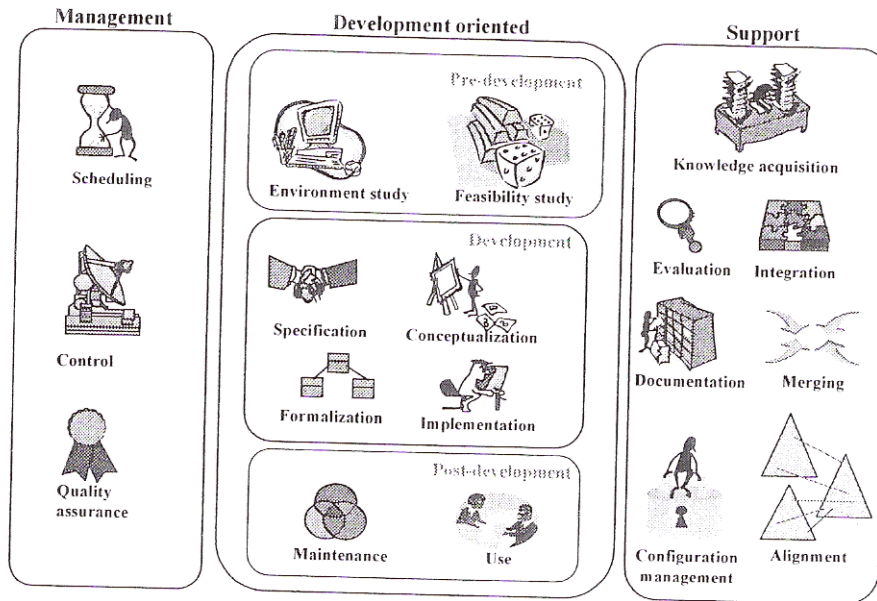 Management
Scheduling
Control
Quality
assurance
Development oriented
Pre-development
Environment study
Feasibility study
Development
Specification
Conceptualization
Formalization
Implementation
Post-development
Maintenance
Use
Support
Knowledge acquisition
Evaluation
Integration
Documentation
Merging
Configuration
management
Alignment